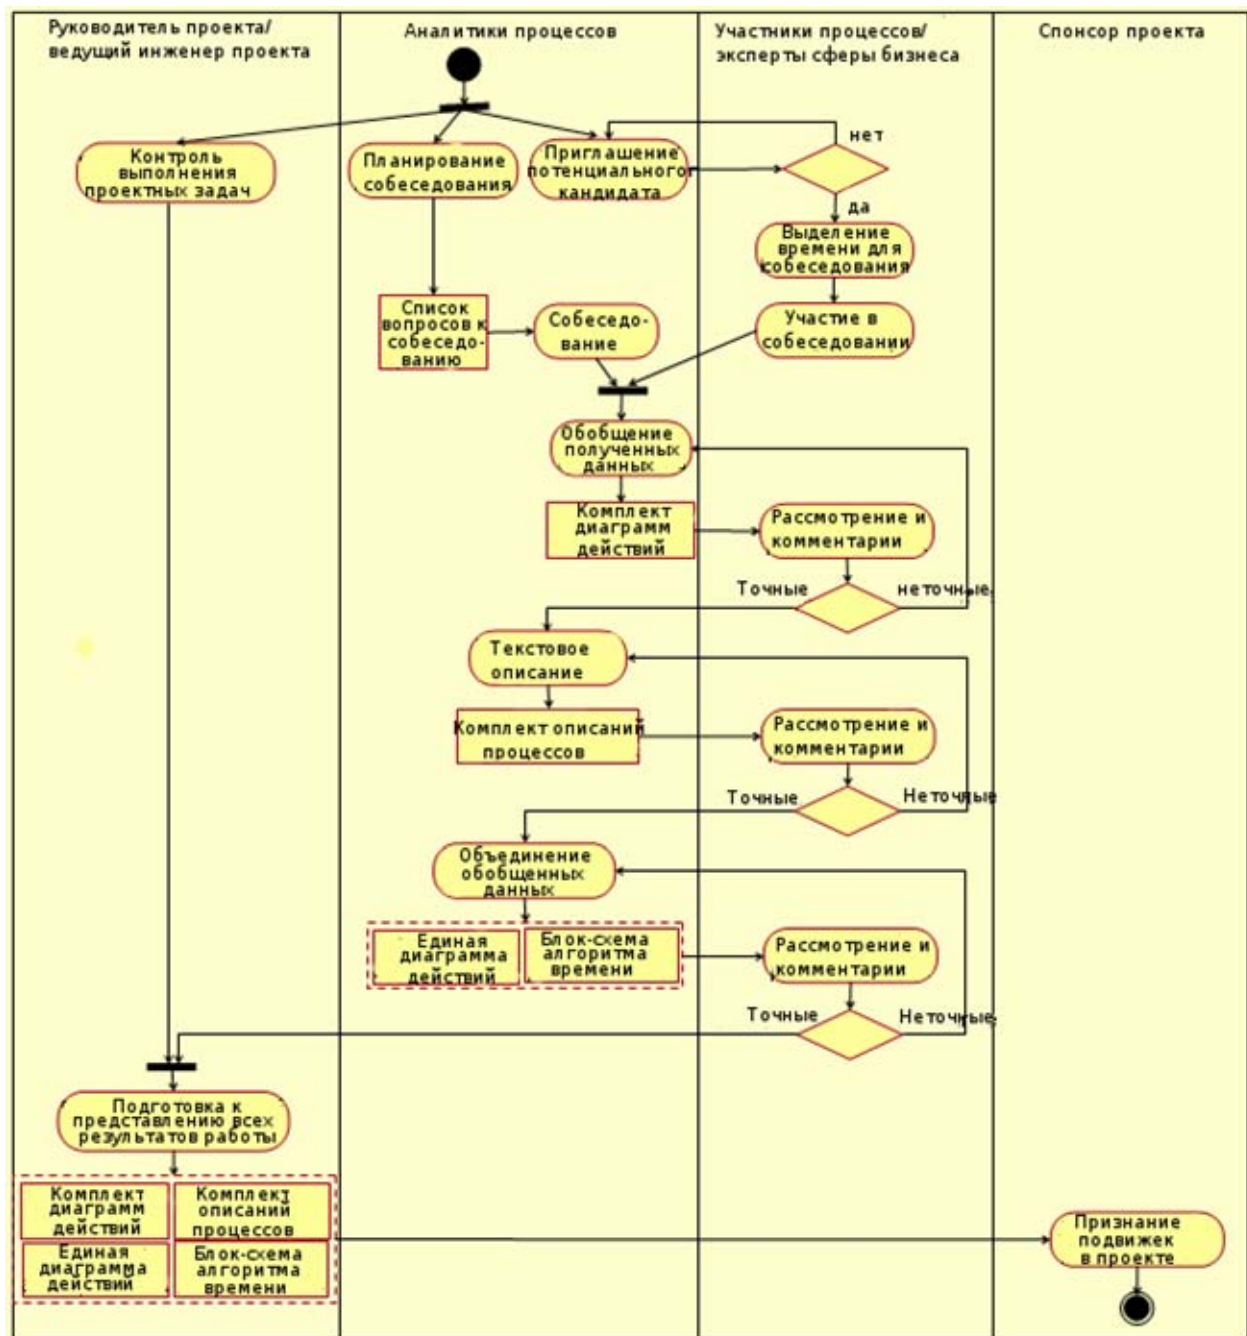 Руководитель проекта/
ведущий инженер проекта
Аналитики процессов
Участники процессов/
эксперты сферы бизнеса
Спонсор проекта
Контроль
выполнения
проектных задач
Планирование
собеседования
Приглашение
потенциального
кандидата
нет
да
Выделение
времени для
собеседования
Список
вопросов к
собеседо-
ванию
Собеседо-
вание
Участие в
собеседовании
Обобщение
полученных
данных
Комплект
диаграмм
действий
Рассмотрение и
комментарии
Точные
неточные
Текстовое
описание
Комплект описаний
процессов
Рассмотрение и
комментарии
Точные
Неточные
Объединение
обобщенных
данных
Единая
диаграмма
действий
Блок-схема
алгоритма
времени
Рассмотрение и
комментарии
Точные
Неточные
Подготовка к
представлению всех
результатов работы
Комплект
диаграмм
действий
Комплект
описаний
процессов
Единая
диаграмма
действий
Блок-схема
алгоритма
времени
Признание
подвижек
в проекте